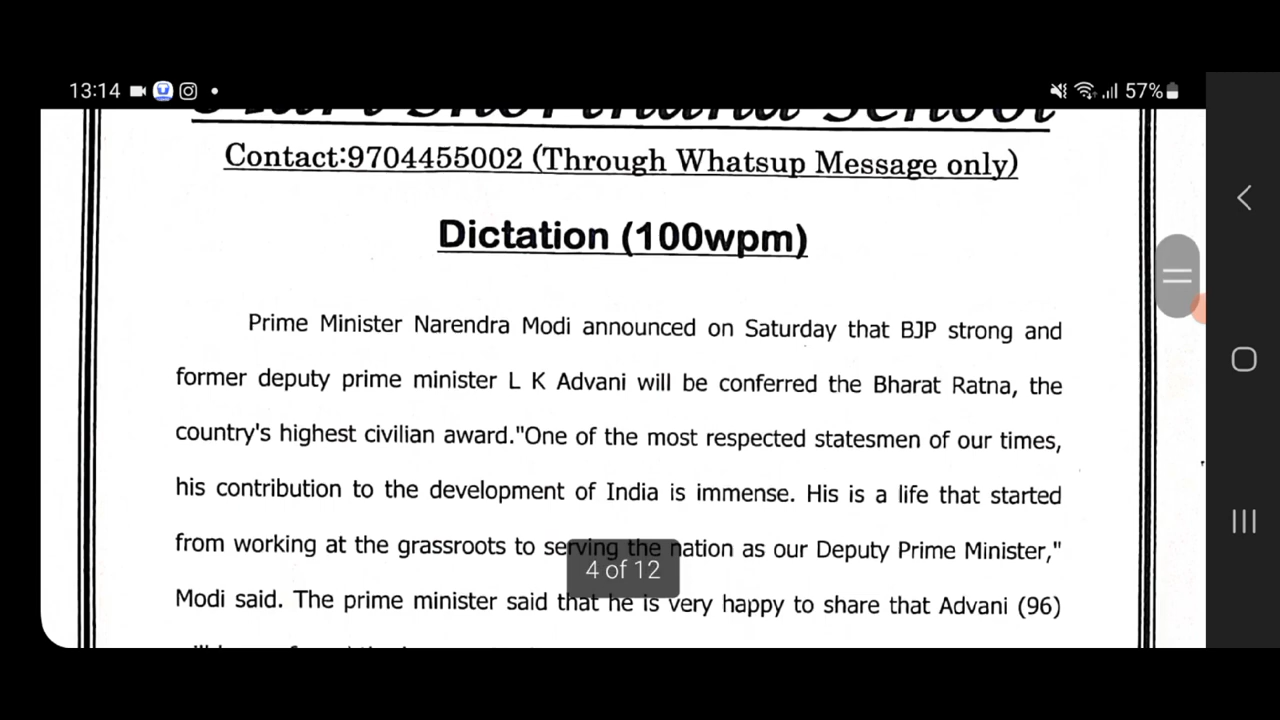 13:14
57%
Contact:9704455002 (Through Whatsup Message only)
Dictation (100wpm)
Prime Minister Narendra Modi announced on Saturday that BJP strong and
former deputy prime minister L K Advani will be conferred the Bharat Ratna, the
country's highest civilian award."One of the most respected statesmen of our times,
his contribution to the development of India is immense. His is a life that started
from working at the grassroots to serving the nation as our Deputy Prime Minister,"
4 of 12
Modi said. The prime minister said that he is very happy to share that Advani (96)